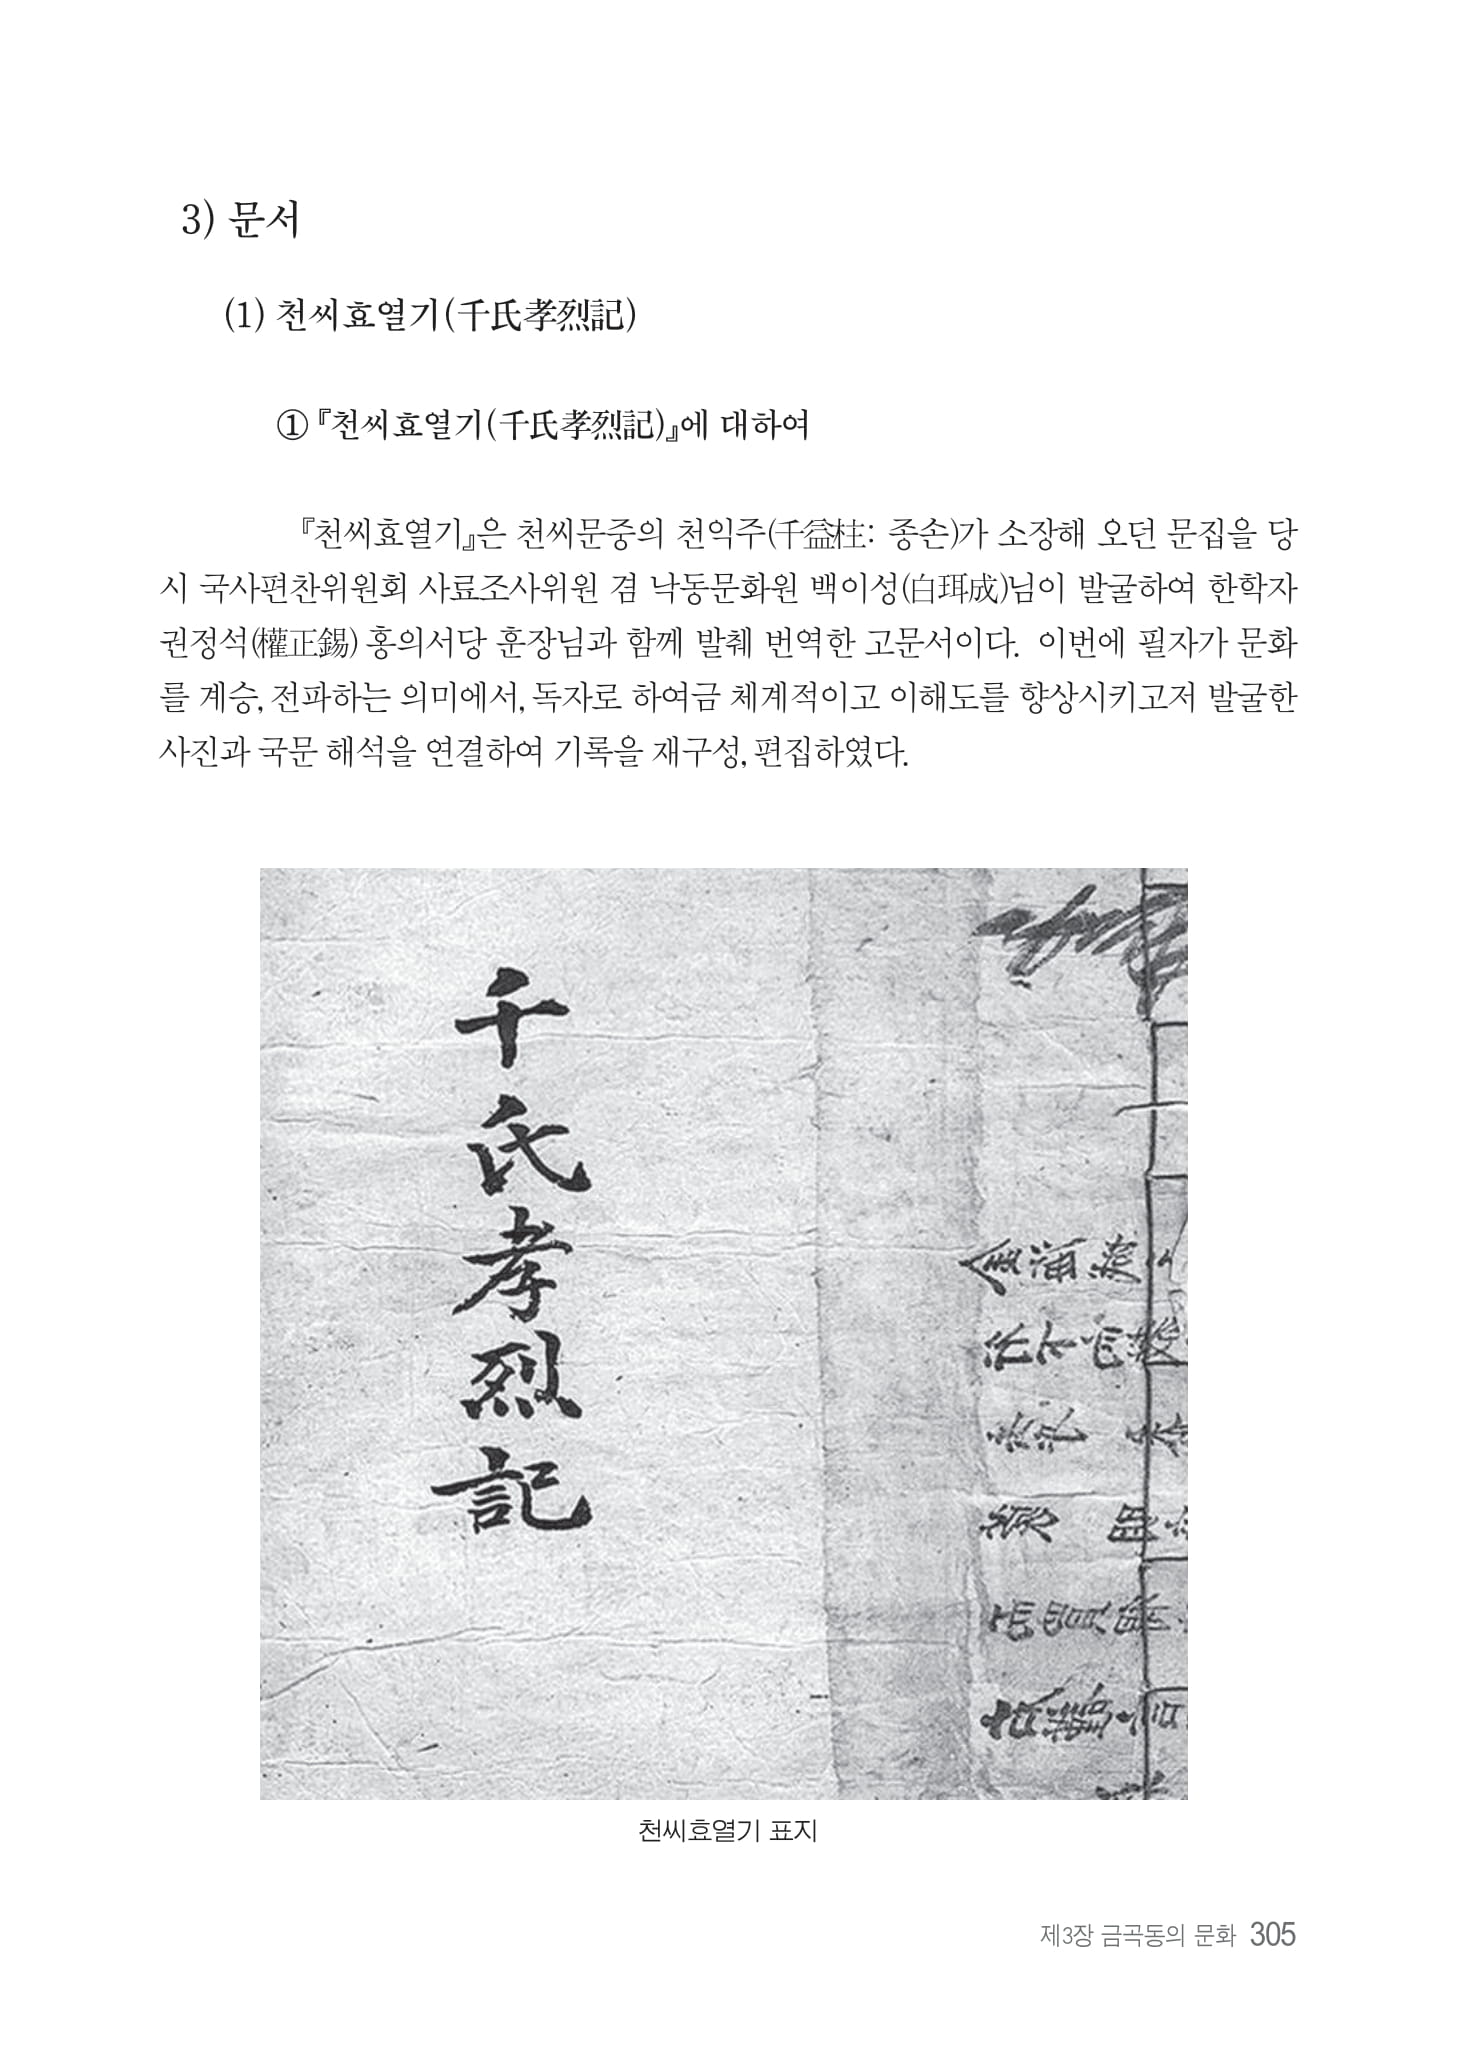 3) 문서
(1) 천씨효열기(千氏孝烈記)
① 『천씨효열기(千氏孝烈記)』에 대하여
『천씨효열기』은 천씨문중의 천익주(千益柱: 종손)가 소장해 오던 문집을 당
시 국사편찬위원회 사료조사위원 겸 낙동문화원 백이성(白珥成)님이 발굴하여 한학자
권정석(權正錫) 홍의서당 훈장님과 함께 발췌 번역한 고문서이다. 이번에 필자가 문화
를 계승, 전파하는 의미에서, 독자로 하여금 체계적이고 이해도를 향상시키고저 발굴한
사진과 국문 해석을 연결하여 기록을 재구성, 편집하였다.
千氏孝烈記
천씨효열기 표지
제3장 금곡동의 문화 305